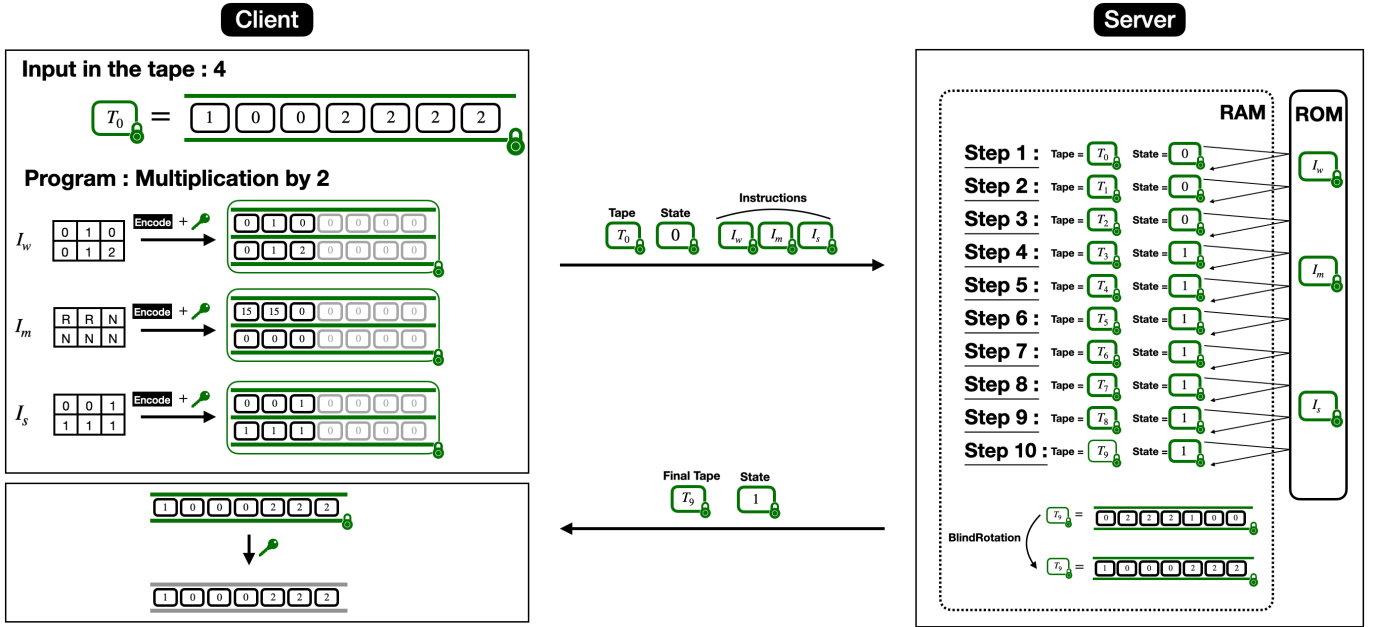 Client
Input in the tape : 4
T0 = 1 0 0 2 2 2 2
Program : Multiplication by 2
Iw
0 1 0
0 1 2
Encode +
0 1 0 0 0 0 0
0 1 2 0 0 0 0
Im
R R N
N N N
Encode +
15 15 0 0 0 0 0
0 0 0 0 0 0 0
Is
0 0 1
1 1 1
Encode +
0 0 1 0 0 0 0
1 1 1 0 0 0 0
1 0 0 0 2 2 2
1 0 0 0 2 2 2
Tape State Instructions
T0 0 Iw Im Is
Final Tape State
T9 1
Server
RAM
ROM
Step 1 : Tape = T0 State = 0
Step 2 : Tape = T1 State = 0
Step 3 : Tape = T2 State = 0
Step 4 : Tape = T3 State = 1
Step 5 : Tape = T4 State = 1
Step 6 : Tape = T5 State = 1
Step 7 : Tape = T6 State = 1
Step 8 : Tape = T7 State = 1
Step 9 : Tape = T8 State = 1
Step 10 : Tape = T9 State = 1
Iw
Im
Is
T9 = 0 2 2 2 1 0 0
BlindRotation
T9 = 1 0 0 0 2 2 2